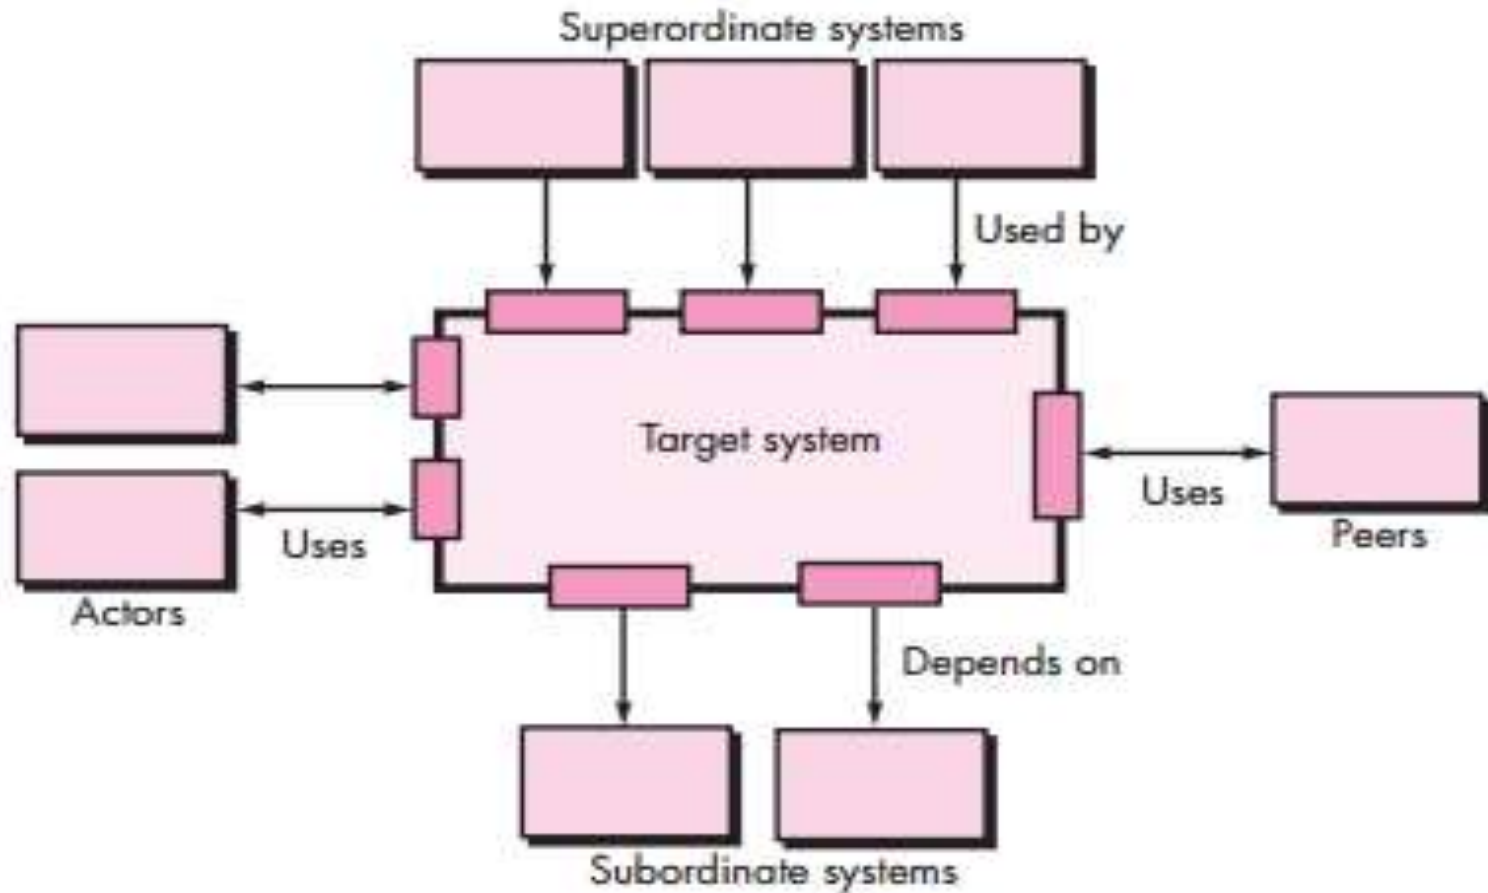 Superordinate systems
Used by
Target system
Uses
Peers
Uses
Actors
Depends on
Subordinate systems